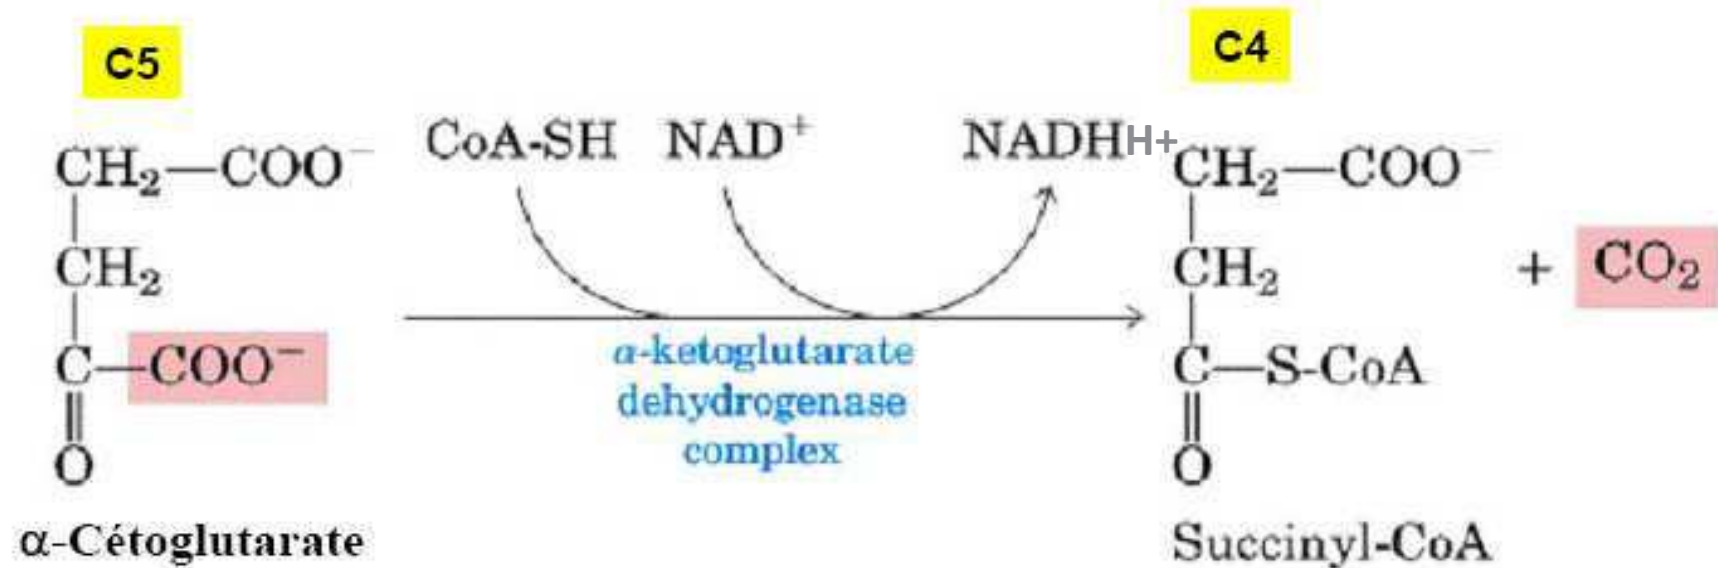 C5
C4
CoA-SH NAD⁺ NADHH+
CH₂—COO⁻
CH₂
C—COO⁻
O
α-Cétoglutarate
α-ketoglutarate
dehydrogenase
complex
CH₂—COO⁻
CH₂
C—S-CoA
O
Succinyl-CoA
+ CO₂